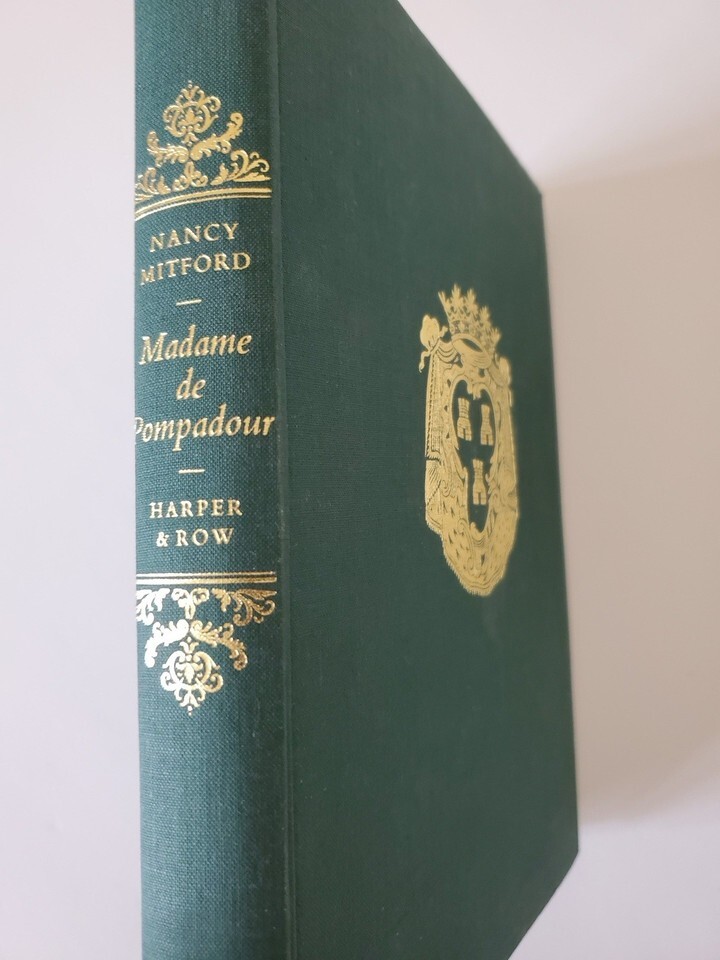 NANCY
MITFORD
Madame
de
Pompadour
HARPER
& ROW